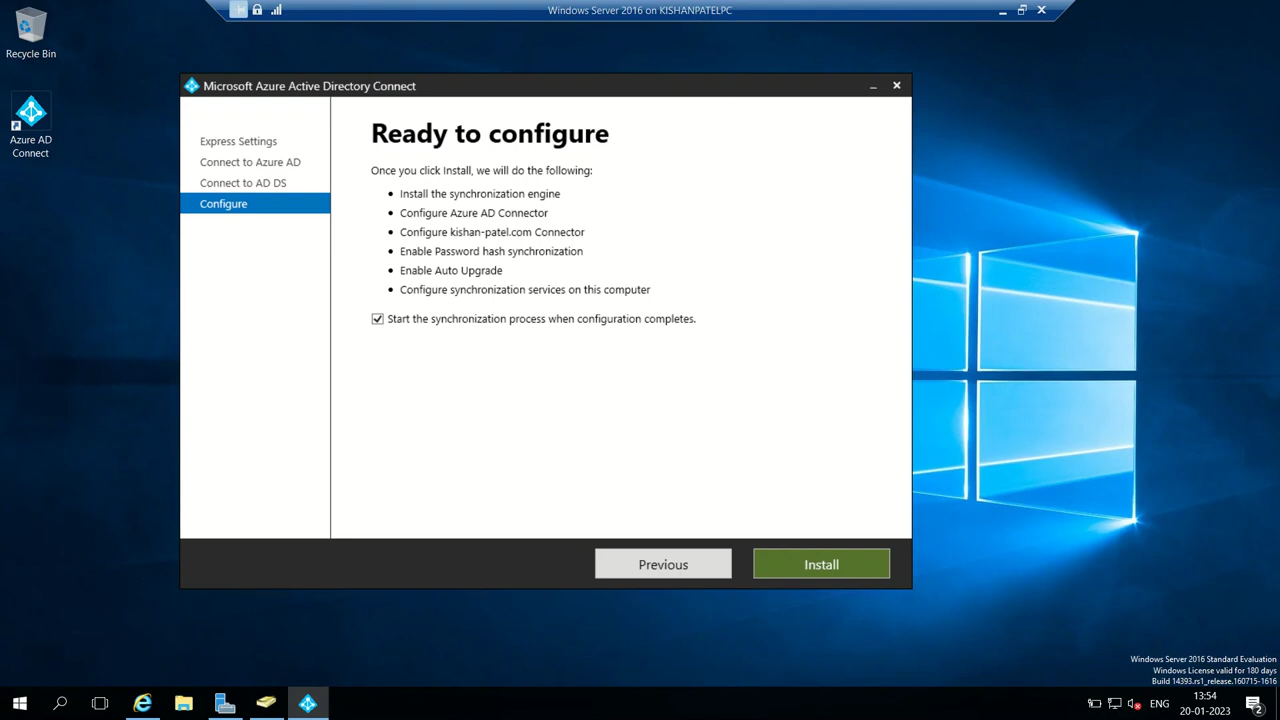 Windows Server 2016 on KISHANPATELPC
Recycle Bin
Azure AD
Connect
Microsoft Azure Active Directory Connect
Express Settings
Connect to Azure AD
Connect to AD DS
Configure
Ready to configure
Once you click Install, we will do the following:
• Install the synchronization engine
• Configure Azure AD Connector
• Configure kishan-patel.com Connector
• Enable Password hash synchronization
• Enable Auto Upgrade
• Configure synchronization services on this computer
Start the synchronization process when configuration completes.
Previous
Install
Windows Server 2016 Standard Evaluation
Windows License valid for 180 days
Build 14393.rs1_release.160715-1616
ENG
13:54
20-01-2023
2